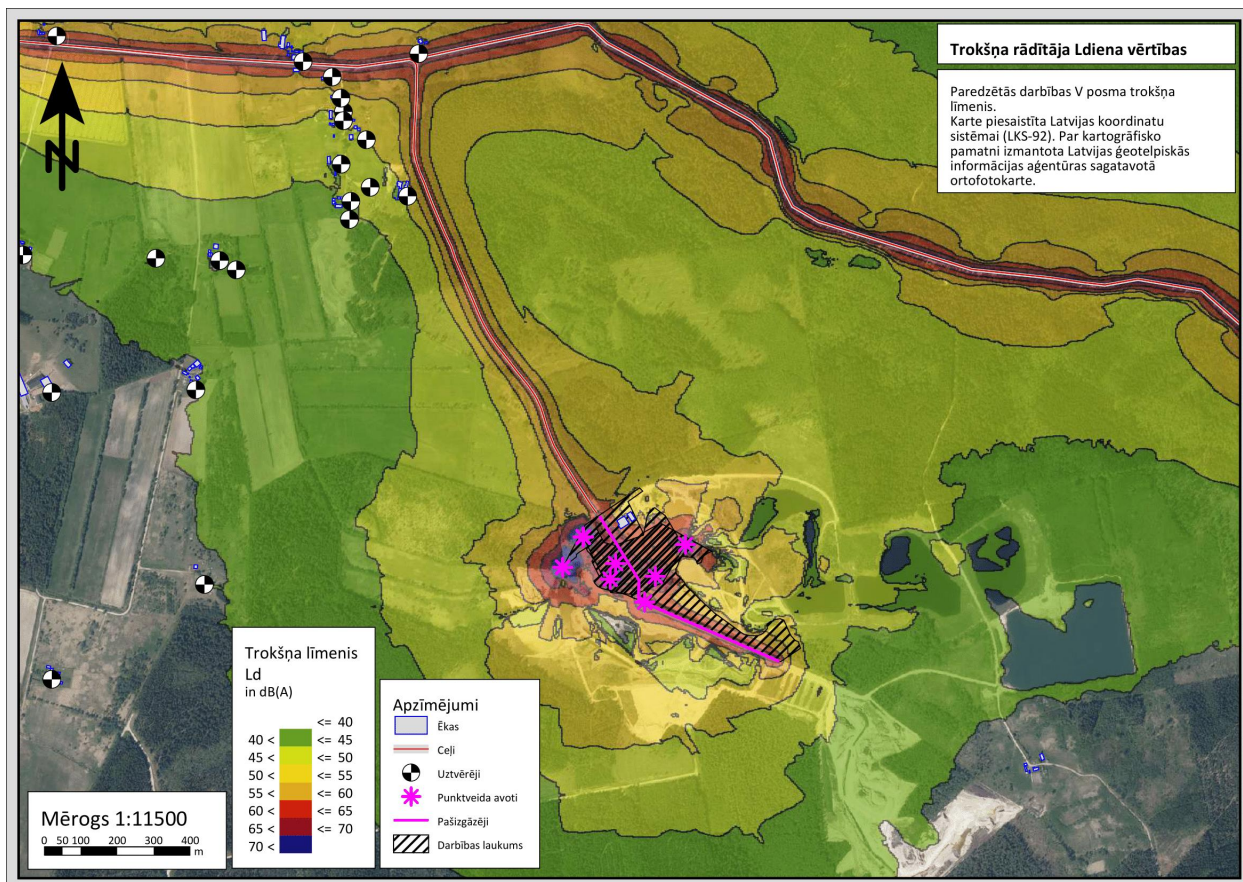 Trokšņa rādītāja Ldiena vērtības
Paredzētās darbības V posma trokšņa
līmenis.
Karte piesaistīta Latvijas koordinatu
sistēmai (LKS-92). Par kartogrāfisko
pamatni izmantota Latvijas ģeotelpiskās
informācijas aģentūras sagatavotā
ortofotokarte.
N
Trokšņa līmenis
Ld
in dB(A)
<= 40
40 < <= 45
45 < <= 50
50 < <= 55
55 < <= 60
60 < <= 65
65 < <= 70
70 <
Apzīmējumi
Ēkas
Ceļi
Uztvērēji
Punktveida avoti
Pašizgāzēji
Darbības laukums
Mērogs 1:11500
0 50 100 200 300 400
m